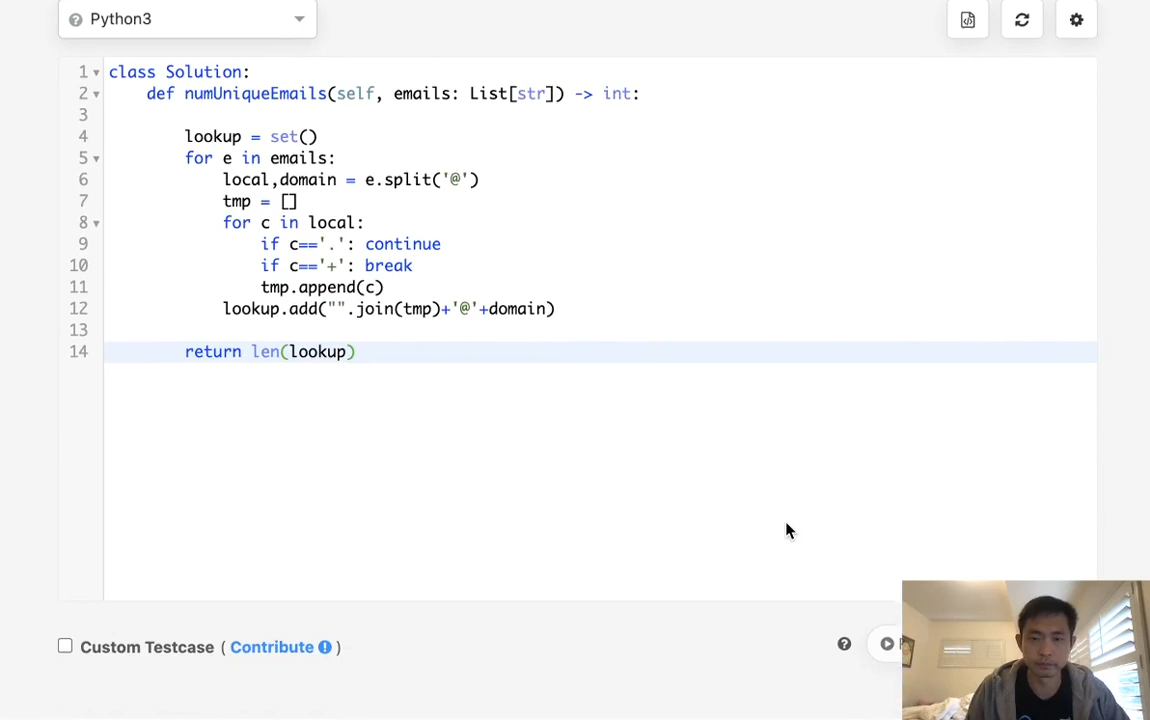 Python3
1 class Solution:
2 def numUniqueEmails(self, emails: List[str]) -> int:
3
4 lookup = set()
5 for e in emails:
6 local,domain = e.split('@')
7 tmp = []
8 for c in local:
9 if c=='.': continue
10 if c=='+': break
11 tmp.append(c)
12 lookup.add("".join(tmp)+'@'+domain)
13
14 return len(lookup)
Custom Testcase ( Contribute )